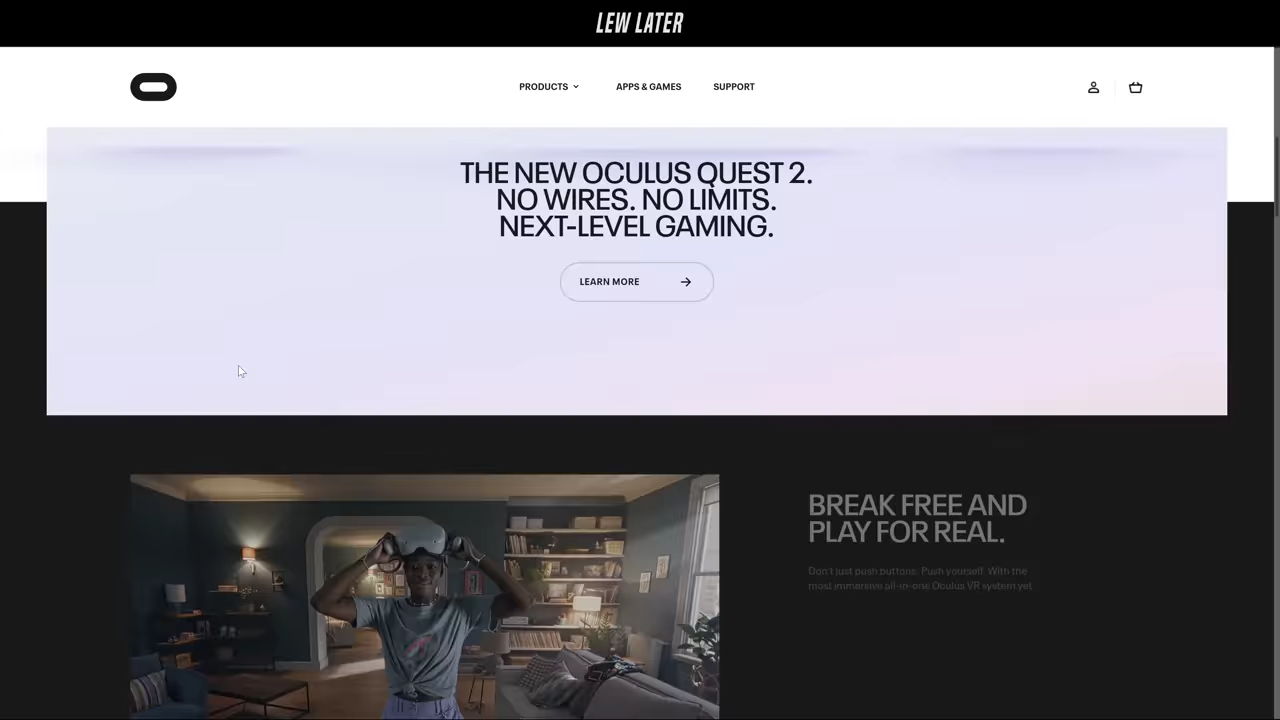 LEW LATER
PRODUCTS
APPS & GAMES
SUPPORT
THE NEW OCULUS QUEST 2.
NO WIRES. NO LIMITS.
NEXT-LEVEL GAMING.
LEARN MORE
BREAK FREE AND
PLAY FOR REAL.
Don't just push buttons. Push yourself. With the
most immersive all-in-one Oculus VR system yet.